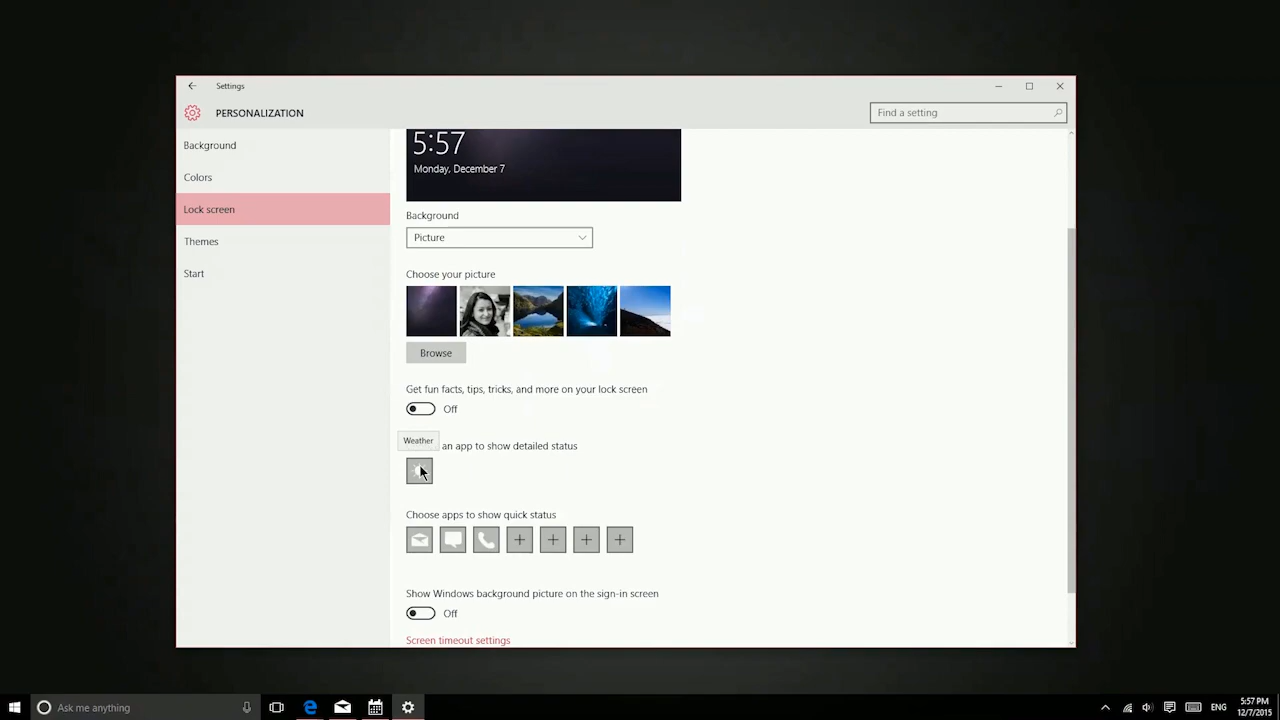 Settings
PERSONALIZATION
Find a setting
Background
Colors
Lock screen
Themes
Start
5:57
Monday, December 7
Background
Picture
Choose your picture
Browse
Get fun facts, tips, tricks, and more on your lock screen
Off
Weather
an app to show detailed status
Choose apps to show quick status
Show Windows background picture on the sign-in screen
Off
Screen timeout settings
Ask me anything
ENG
5:57 PM
12/7/2015